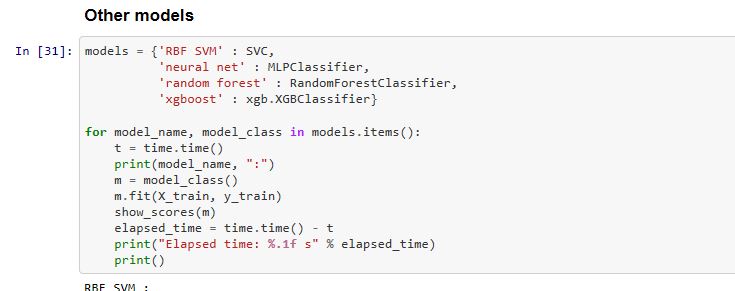 Other models
In [31]: models = {'RBF SVM' : SVC,
'neural net' : MLPClassifier,
'random forest' : RandomForestClassifier,
'xgboost' : xgb.XGBClassifier}
for model_name, model_class in models.items():
t = time.time()
print(model_name, ":")
m = model_class()
m.fit(X_train, y_train)
show_scores(m)
elapsed_time = time.time() - t
print("Elapsed time: %.1f s" % elapsed_time)
print()
RBF SVM :